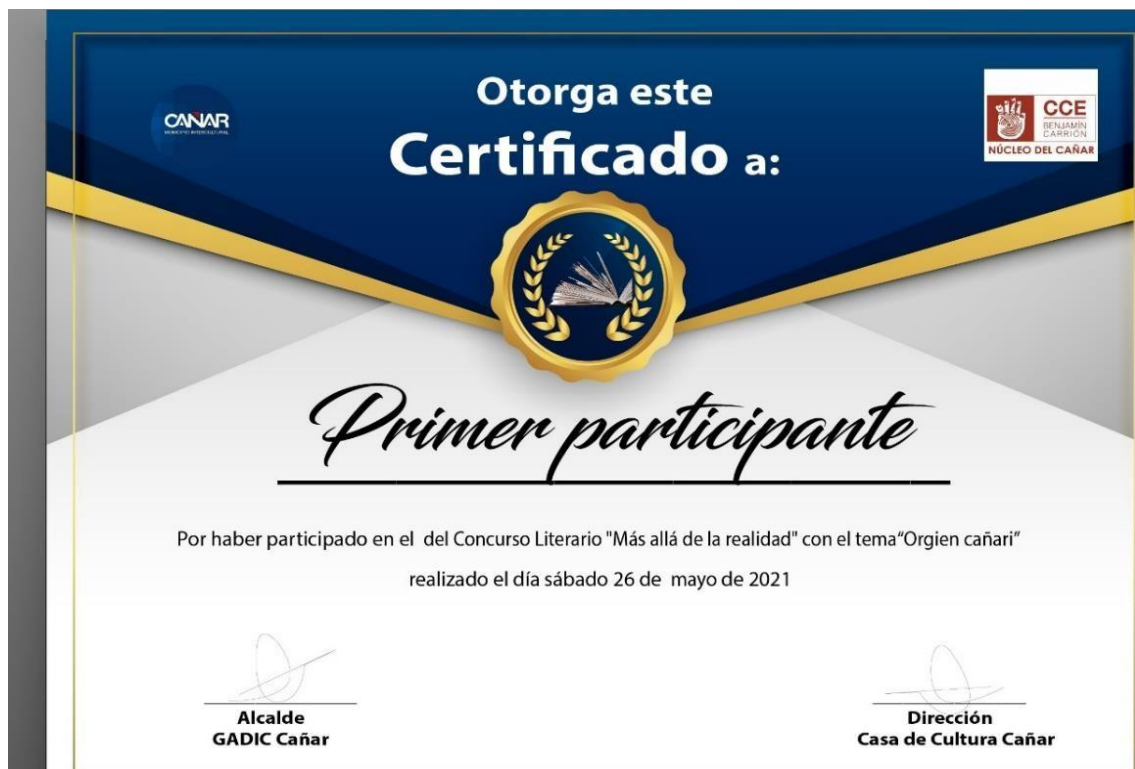 CAÑAR
MUNICIPIO INTERCULTURAL
Otorga este
Certificado a:
CCE
BENJAMÍN
CARRIÓN
NÚCLEO DEL CAÑAR
Primer participante
Por haber participado en el del Concurso Literario "Más allá de la realidad" con el tema“Orgien cañari”
realizado el día sábado 26 de mayo de 2021
Alcalde
GADIC Cañar
Dirección
Casa de Cultura Cañar